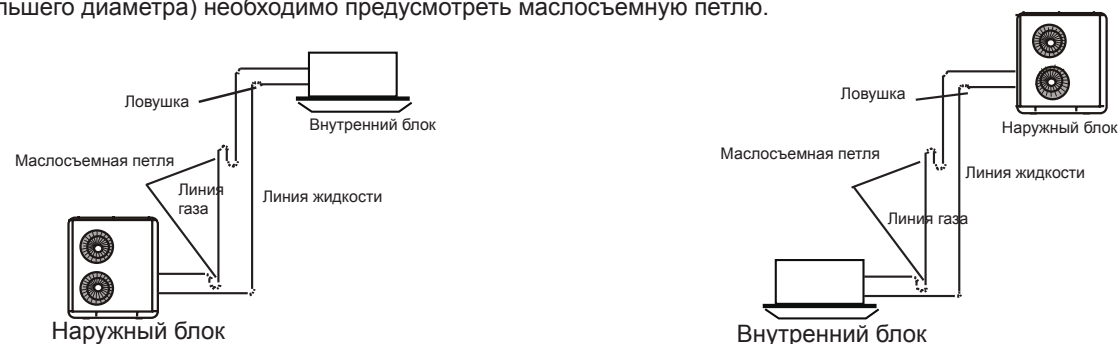 льшего диаметра) необходимо предусмотреть маслосъемную петлю.
Ловушка
Внутренний блок
Маслосъемная петля
Линия
газа
Линия жидкости
Наружный блок
Ловушка
Наружный блок
Маслосъемная петля
Линия жидкости
Линия газа
Внутренний блок